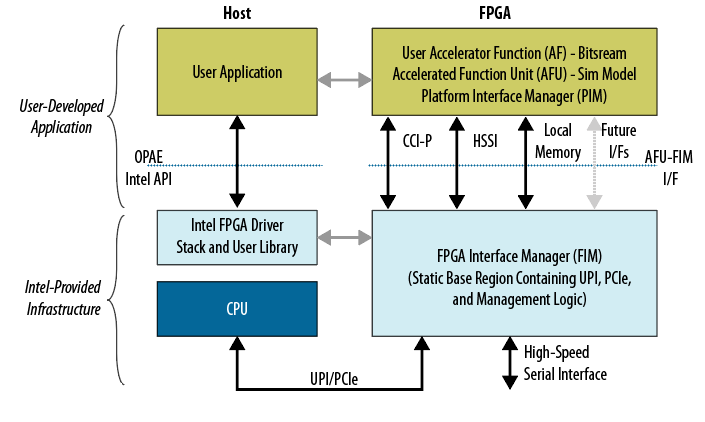 Host
FPGA
User-Developed
Application
User Application
User Accelerator Function (AF) - Bitsream
Accelerated Function Unit (AFU) - Sim Model
Platform Interface Manager (PIM)
OPAE
Intel API
CCI-P
HSSI
Local
Memory
Future
I/Fs
AFU-FIM
I/F
Intel-Provided
Infrastructure
Intel FPGA Driver
Stack and User Library
FPGA Interface Manager (FIM)
(Static Base Region Containing UPI, PCIe,
and Management Logic)
CPU
UPI/PCIe
High-Speed
Serial Interface